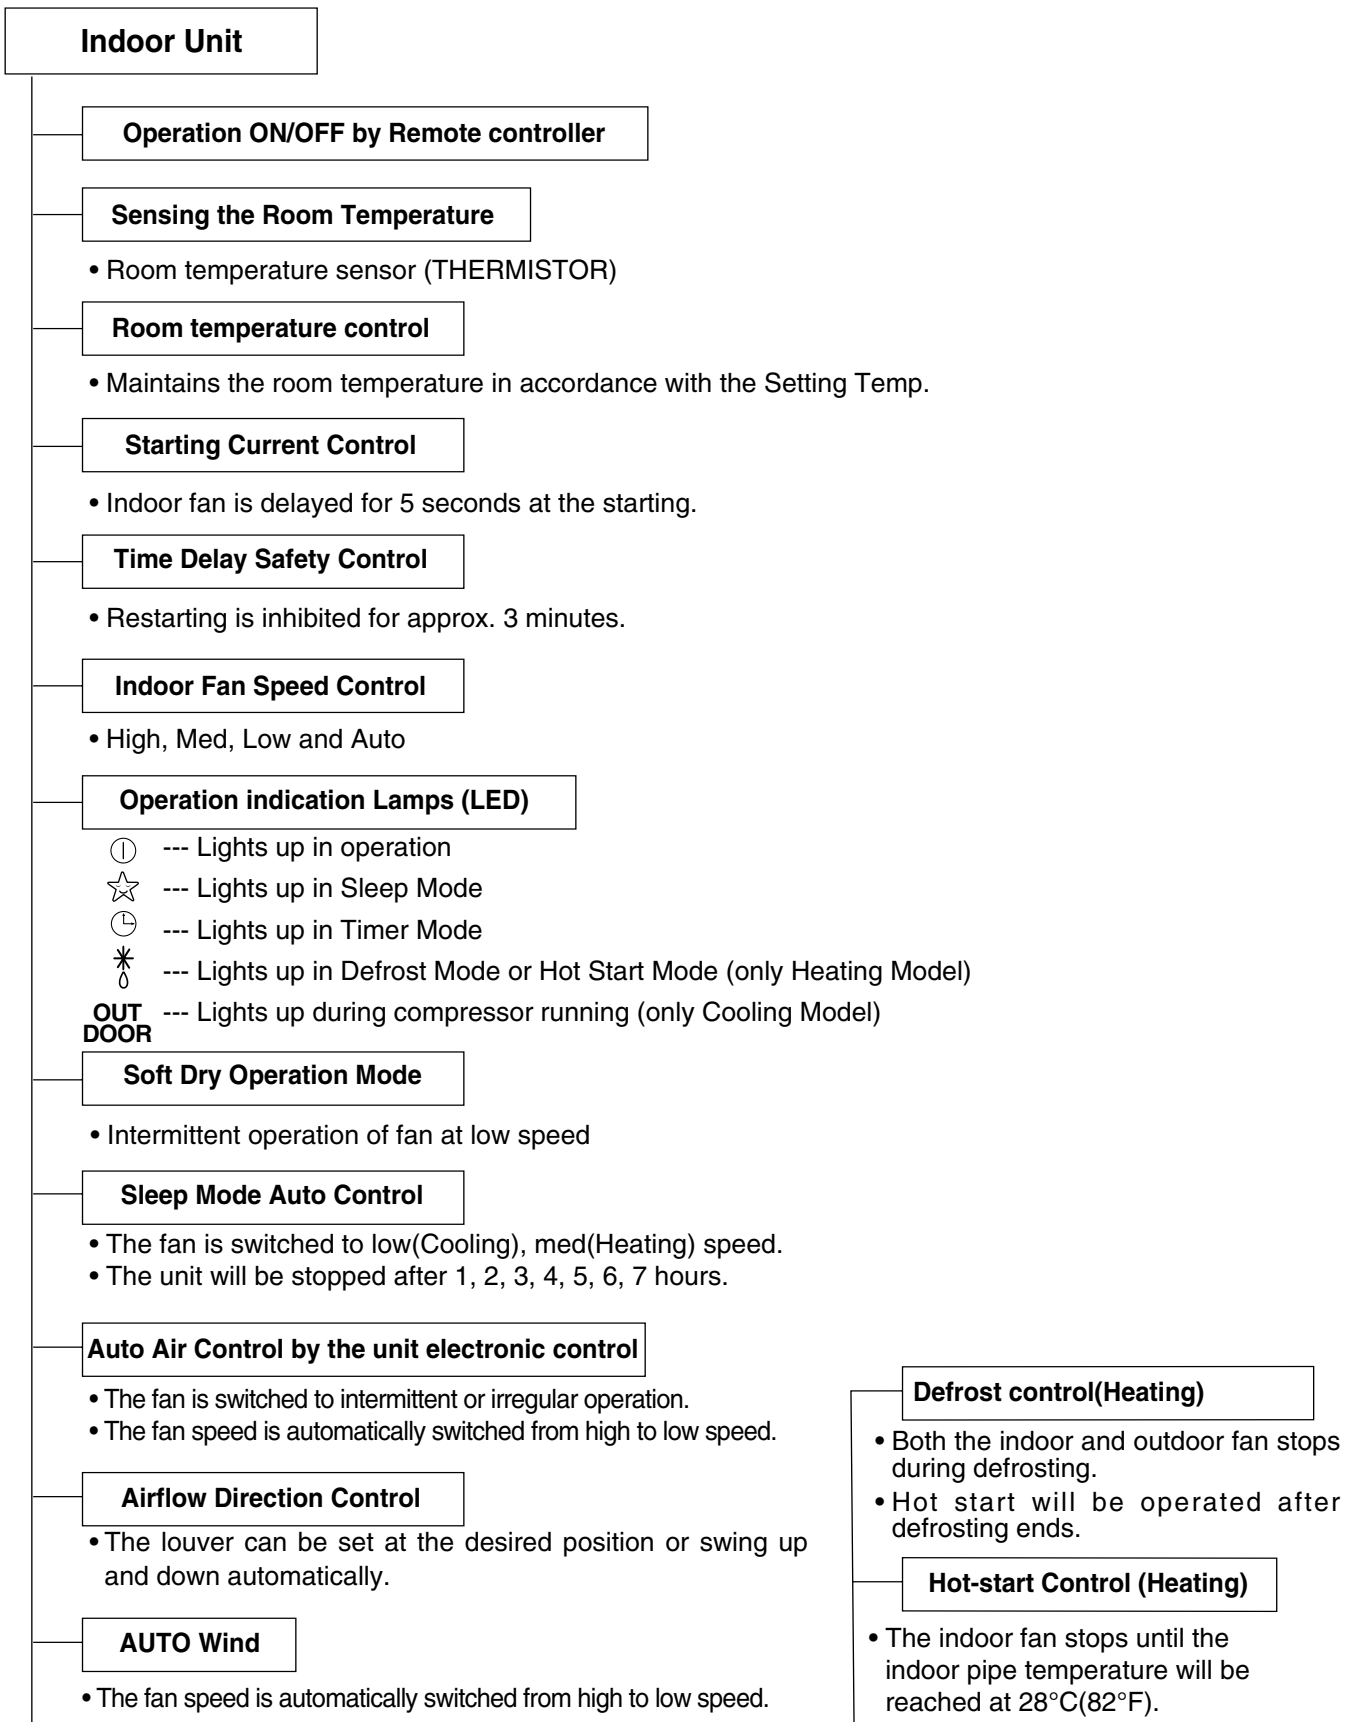 Indoor Unit
Operation ON/OFF by Remote controller
Sensing the Room Temperature
• Room temperature sensor (THERMISTOR)
Room temperature control
• Maintains the room temperature in accordance with the Setting Temp.
Starting Current Control
• Indoor fan is delayed for 5 seconds at the starting.
Time Delay Safety Control
• Restarting is inhibited for approx. 3 minutes.
Indoor Fan Speed Control
• High, Med, Low and Auto
Operation indication Lamps (LED)
--- Lights up in operation
--- Lights up in Sleep Mode
--- Lights up in Timer Mode
--- Lights up in Defrost Mode or Hot Start Mode (only Heating Model)
OUT DOOR --- Lights up during compressor running (only Cooling Model)
Soft Dry Operation Mode
• Intermittent operation of fan at low speed
Sleep Mode Auto Control
• The fan is switched to low(Cooling), med(Heating) speed.
• The unit will be stopped after 1, 2, 3, 4, 5, 6, 7 hours.
Auto Air Control by the unit electronic control
• The fan is switched to intermittent or irregular operation.
• The fan speed is automatically switched from high to low speed.
Airflow Direction Control
• The louver can be set at the desired position or swing up
and down automatically.
AUTO Wind
• The fan speed is automatically switched from high to low speed.
Defrost control(Heating)
• Both the indoor and outdoor fan stops
during defrosting.
• Hot start will be operated after
defrosting ends.
Hot-start Control (Heating)
• The indoor fan stops until the
indoor pipe temperature will be
reached at 28°C(82°F).